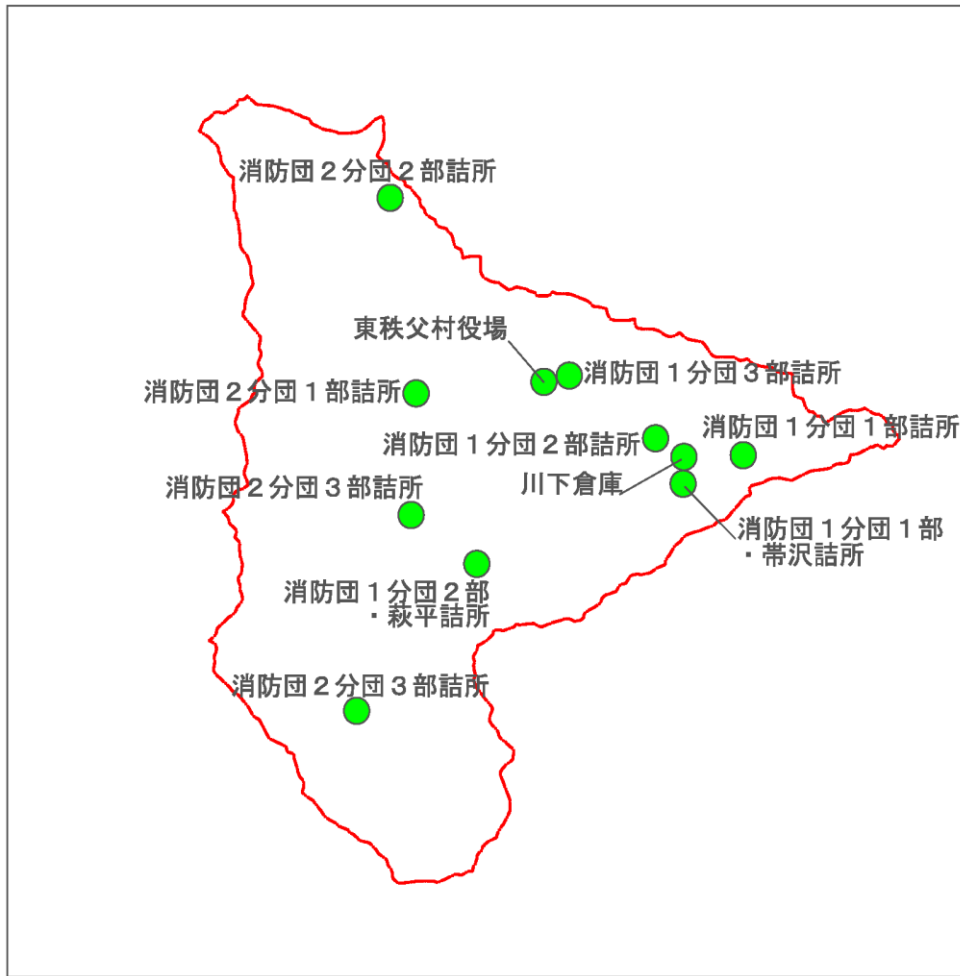 消防団２分団２部詰所
東秩父村役場
消防団１分団３部詰所
消防団２分団１部詰所
消防団１分団１部詰所
消防団１分団２部詰所
川下倉庫
消防団２分団３部詰所
消防団１分団１部
・帯沢詰所
消防団１分団２部
・萩平詰所
消防団２分団３部詰所